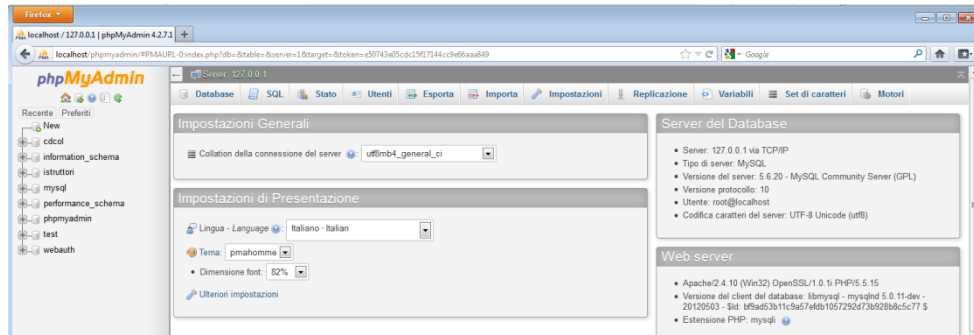 Firefox
localhost / 127.0.0.1 | phpMyAdmin 4.2.7.1
localhost/phpmyadmin/#PMAURL-0:index.php?db=&table=&server=1&target=&token=e50743e05cdc15f17144cc9e66aaa849
Google
phpMyAdmin
Recente Preferiti
New
cdcol
information_schema
istruttori
mysql
performance_schema
phpmyadmin
test
webauth
Server: 127.0.0.1
Database SQL Stato Utenti Esporta Importa Impostazioni Replicazione Variabili Set di caratteri Motori
Impostazioni Generali
Collation della connessione del server : utf8mb4_general_ci
Impostazioni di Presentazione
Lingua - Language : Italiano - Italian
Tema: pmahomme
• Dimensione font: 82%
Ulteriori impostazioni
Server del Database
• Server: 127.0.0.1 via TCP/IP
• Tipo di server: MySQL
• Versione del server: 5.6.20 - MySQL Community Server (GPL)
• Versione protocollo: 10
• Utente: root@localhost
• Codifica caratteri del server: UTF-8 Unicode (utf8)
Web server
• Apache/2.4.10 (Win32) OpenSSL/1.0.1i PHP/5.5.15
• Versione del client del database: libmysql - mysqlnd 5.0.11-dev -
20120503 - $Id: bf9ad53b11c9a57efdb1057292d73b928b8c5c77 $
• Estensione PHP: mysqli